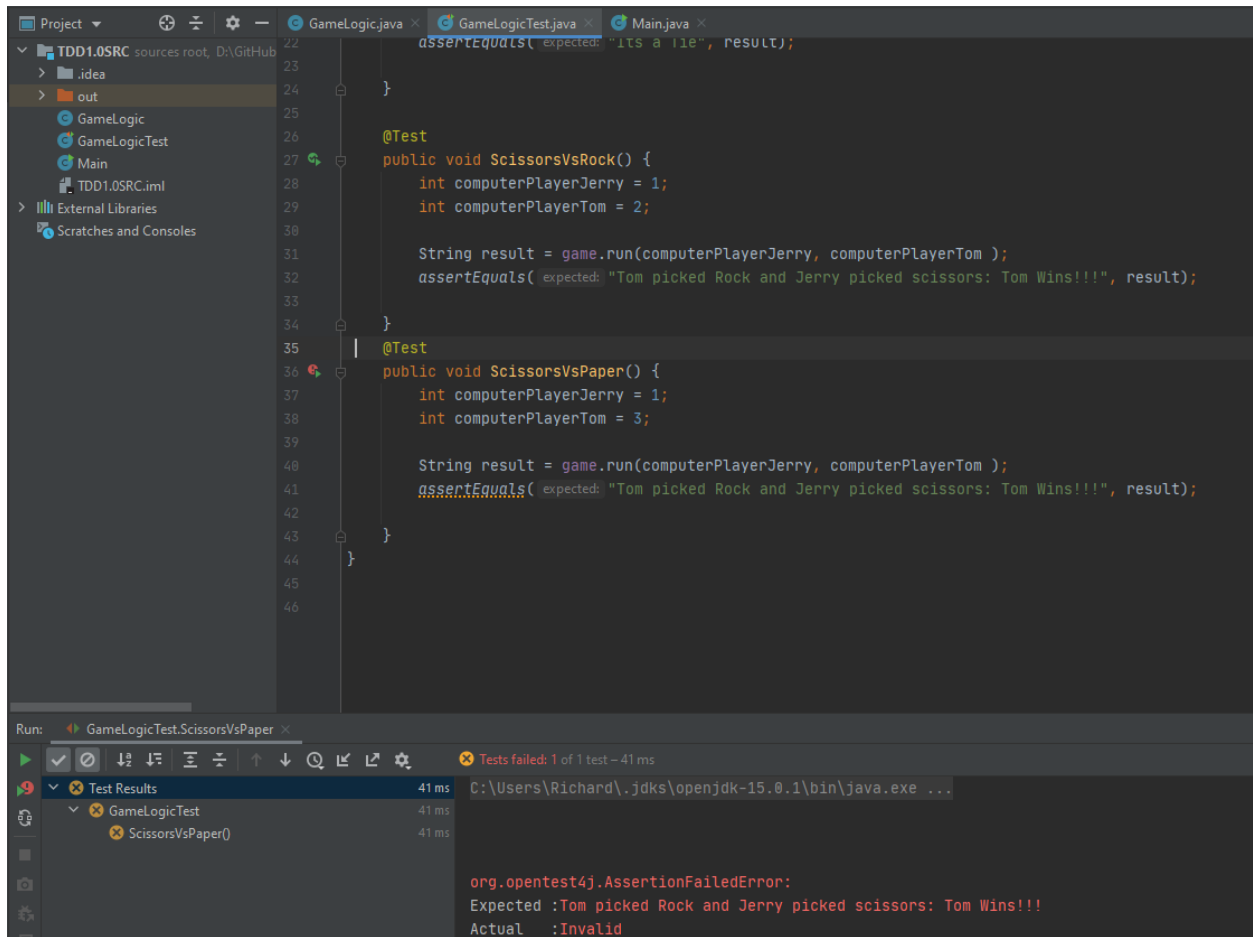 Project
GameLogic.java
GameLogicTest.java
Main.java
TDD1.0SRC sources root, D:\GitHub
.idea
out
GameLogic
GameLogicTest
Main
TDD1.0SRC.iml
External Libraries
Scratches and Consoles
22 assertEquals( expected: "Its a Tie", result);
23
24 }
25
26 @Test
27 public void ScissorsVsRock() {
28 int computerPlayerJerry = 1;
29 int computerPlayerTom = 2;
30
31 String result = game.run(computerPlayerJerry, computerPlayerTom );
32 assertEquals( expected: "Tom picked Rock and Jerry picked scissors: Tom Wins!!!", result);
33
34 }
35 @Test
36 public void ScissorsVsPaper() {
37 int computerPlayerJerry = 1;
38 int computerPlayerTom = 3;
39
40 String result = game.run(computerPlayerJerry, computerPlayerTom );
41 assertEquals( expected: "Tom picked Rock and Jerry picked scissors: Tom Wins!!!", result);
42
43 }
44 }
45
46
Run: GameLogicTest.ScissorsVsPaper
Tests failed: 1 of 1 test – 41 ms
Test Results 41 ms
GameLogicTest 41 ms
ScissorsVsPaper() 41 ms
C:\Users\Richard\.jdks\openjdk-15.0.1\bin\java.exe ...
org.opentest4j.AssertionFailedError:
Expected :Tom picked Rock and Jerry picked scissors: Tom Wins!!!
Actual :Invalid